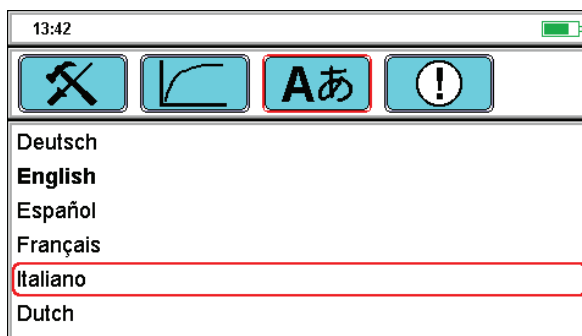 13:42
Aあ
Deutsch
English
Español
Français
Italiano
Dutch